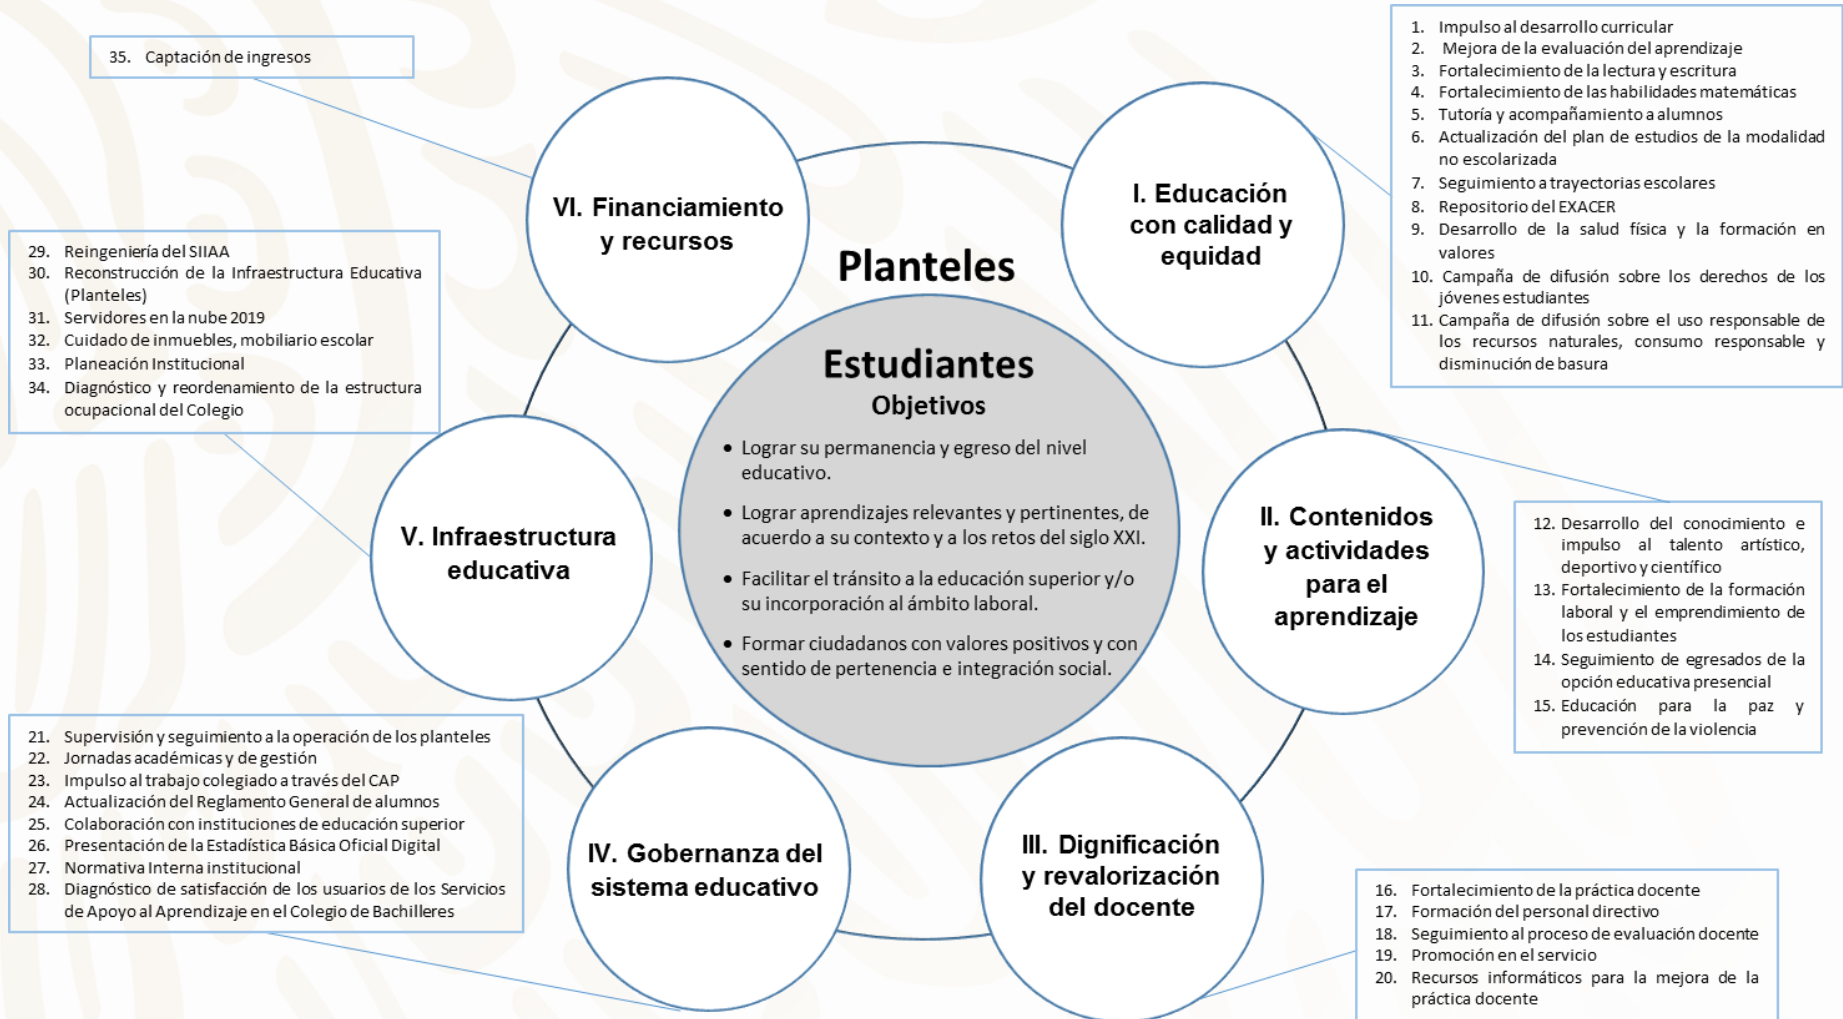 35. Captación de ingresos
VI. Financiamiento
y recursos
I. Educación
con calidad y
equidad
1. Impulso al desarrollo curricular
2. Mejora de la evaluación del aprendizaje
3. Fortalecimiento de la lectura y escritura
4. Fortalecimiento de las habilidades matemáticas
5. Tutoría y acompañamiento a alumnos
6. Actualización del plan de estudios de la modalidad
no escolarizada
7. Seguimiento a trayectorias escolares
8. Repositorio del EXACER
9. Desarrollo de la salud física y la formación en
valores
10. Campaña de difusión sobre los derechos de los
jóvenes estudiantes
11. Campaña de difusión sobre el uso responsable de
los recursos naturales, consumo responsable y
disminución de basura
29. Reingeniería del SIIAA
30. Reconstrucción de la Infraestructura Educativa
(Planteles)
31. Servidores en la nube 2019
32. Cuidado de inmuebles, mobiliario escolar
33. Planeación Institucional
34. Diagnóstico y reordenamiento de la estructura
ocupacional del Colegio
Planteles
Estudiantes
Objetivos
• Lograr su permanencia y egreso del nivel
educativo.
• Lograr aprendizajes relevantes y pertinentes, de
acuerdo a su contexto y a los retos del siglo XXI.
• Facilitar el tránsito a la educación superior y/o
su incorporación al ámbito laboral.
• Formar ciudadanos con valores positivos y con
sentido de pertenencia e integración social.
V. Infraestructura
educativa
II. Contenidos
y actividades
para el
aprendizaje
12. Desarrollo del conocimiento e
impulso al talento artístico,
deportivo y científico
13. Fortalecimiento de la formación
laboral y el emprendimiento de
los estudiantes
14. Seguimiento de egresados de la
opción educativa presencial
15. Educación para la paz y
prevención de la violencia
21. Supervisión y seguimiento a la operación de los planteles
22. Jornadas académicas y de gestión
23. Impulso al trabajo colegiado a través del CAP
24. Actualización del Reglamento General de alumnos
25. Colaboración con instituciones de educación superior
26. Presentación de la Estadística Básica Oficial Digital
27. Normativa Interna institucional
28. Diagnóstico de satisfacción de los usuarios de los Servicios
de Apoyo al Aprendizaje en el Colegio de Bachilleres
IV. Gobernanza del
sistema educativo
III. Dignificación
y revalorización
del docente
16. Fortalecimiento de la práctica docente
17. Formación del personal directivo
18. Seguimiento al proceso de evaluación docente
19. Promoción en el servicio
20. Recursos informáticos para la mejora de la
práctica docente